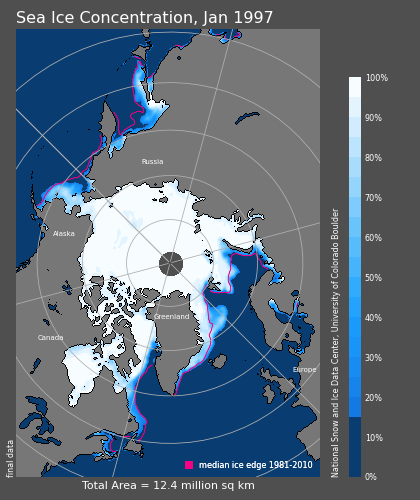 Sea Ice Concentration, Jan 1997
Russia
Alaska
Greenland
Canada
Europe
median ice edge 1981-2010
final data
Total Area = 12.4 million sq km
National Snow and Ice Data Center, University of Colorado Boulder
100%
90%
80%
70%
60%
50%
40%
30%
20%
10%
0%